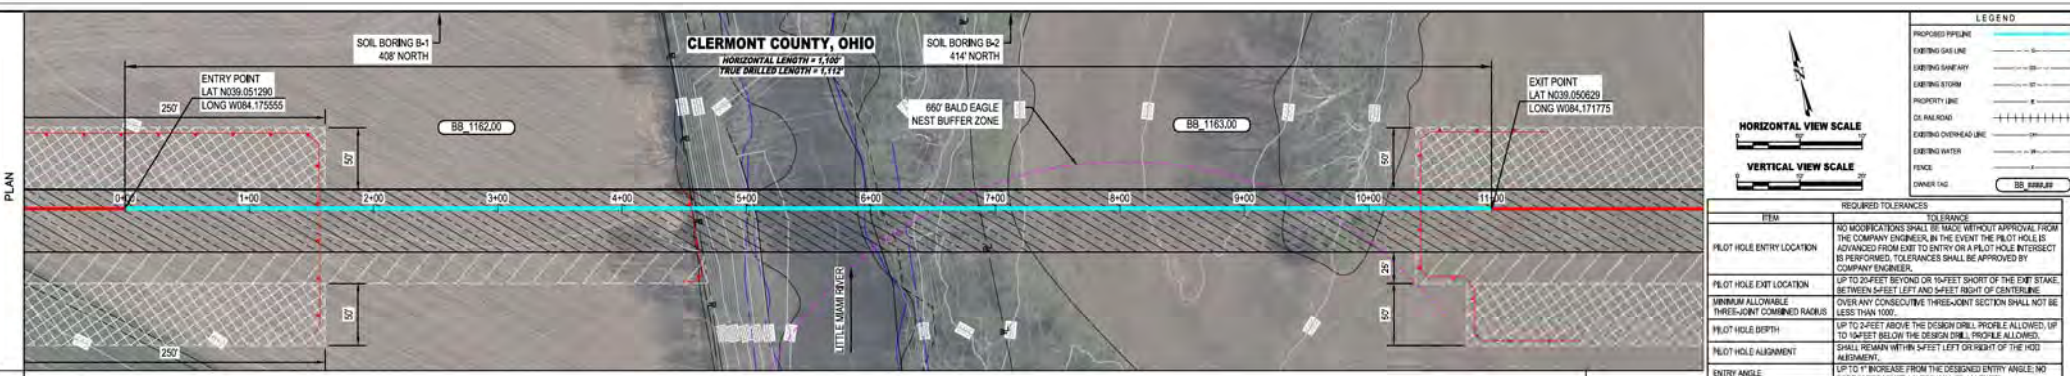 PLAN
SOIL BORING B-1
408' NORTH
CLERMONT COUNTY, OHIO
HORIZONTAL LENGTH = 1,100'
TRUE DRILLED LENGTH = 1,112'
SOIL BORING B-2
414' NORTH
ENTRY POINT
LAT N039.051290
LONG W084.175555
EXIT POINT
LAT N039.050629
LONG W084.171775
250'
BB_1162.00
660' BALD EAGLE
NEST BUFFER ZONE
BB_1163.00
50'
50'
0+00 1+00 2+00 3+00 4+00 5+00 6+00 7+00 8+00 9+00 10+00 11+00
LITTLE MIAMI RIVER
25'
50'
250'
N
HORIZONTAL VIEW SCALE
VERTICAL VIEW SCALE
LEGEND
PROPOSED PIPELINE
EXISTING GAS LINE
EXISTING SANITARY
EXISTING STORM
PROPERTY LINE
RAILROAD
EXISTING OVERHEAD LINE
EXISTING WATER
FENCE
OWNER TAG
BB_####.##
REQUIRED TOLERANCES
ITEM TOLERANCE
PILOT HOLE ENTRY LOCATION
NO MODIFICATIONS SHALL BE MADE WITHOUT APPROVAL FROM
THE COMPANY ENGINEER. IN THE EVENT THE PILOT HOLE IS
ADVANCED FROM EXIT TO ENTRY OR A PILOT HOLE INTERSECT
IS PERFORMED, TOLERANCES SHALL BE APPROVED BY
COMPANY ENGINEER.
PILOT HOLE EXIT LOCATION
UP TO 20-FEET BEYOND OR 10-FEET SHORT OF THE EXIT STAKE.
BETWEEN 5-FEET LEFT AND 5-FEET RIGHT OF CENTERLINE
MINIMUM ALLOWABLE
THREE-JOINT COMBINED RADIUS
OVER ANY CONSECUTIVE THREE-JOINT SECTION SHALL NOT BE
LESS THAN 1000'.
PILOT HOLE DEPTH
UP TO 2-FEET ABOVE THE DESIGN DRILL PROFILE ALLOWED, UP
TO 10-FEET BELOW THE DESIGN DRILL PROFILE ALLOWED.
PILOT HOLE ALIGNMENT
SHALL REMAIN WITHIN 5-FEET LEFT OR RIGHT OF THE HDD
ALIGNMENT.
ENTRY ANGLE
UP TO 1° INCREASE FROM THE DESIGNED ENTRY ANGLE; NO